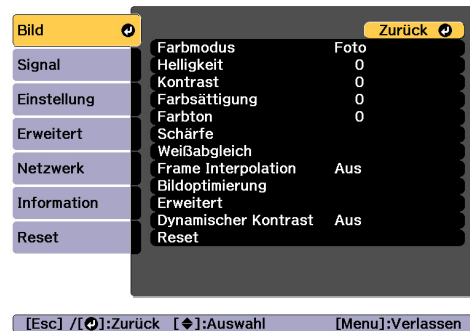 Bild
Signal
Einstellung
Erweitert
Netzwerk
Information
Reset
Zurück
Farbmodus Foto
Helligkeit 0
Kontrast 0
Farbsättigung 0
Farbton 0
Schärfe
Weißabgleich
Frame Interpolation Aus
Bildoptimierung
Erweitert
Dynamischer Kontrast Aus
Reset
[Esc] /[⏎]:Zurück [◆]:Auswahl [Menu]:Verlassen